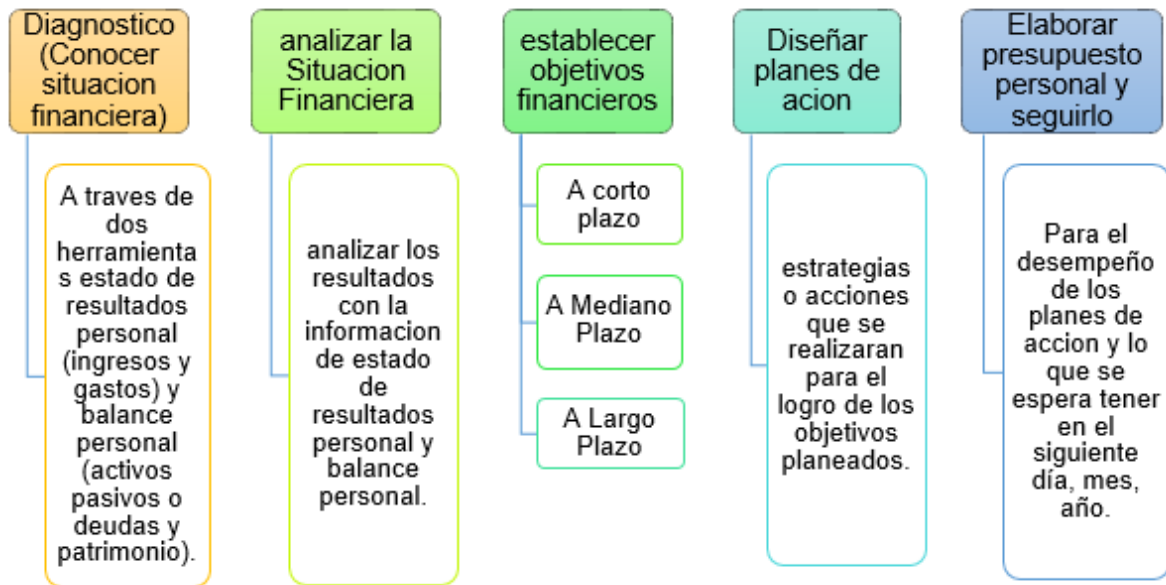 Diagnostico
(Conocer
situacion
financiera)
A traves de
dos
herramienta
s estado de
resultados
personal
(ingresos y
gastos) y
balance
personal
(activos
pasivos o
deudas y
patrimonio).
analizar la
Situacion
Financiera
analizar los
resultados
con la
informacion
de estado
de
resultados
personal y
balance
personal.
establecer
objetivos
financieros
A corto
plazo
A Mediano
Plazo
A Largo
Plazo
Diseñar
planes de
acion
estrategias
o acciones
que se
realizaran
para el
logro de los
objetivos
planeados.
Elaborar
presupuesto
personal y
seguirlo
Para el
desempeño
de los
planes de
accion y lo
que se
espera tener
en el
siguiente
día, mes,
año.